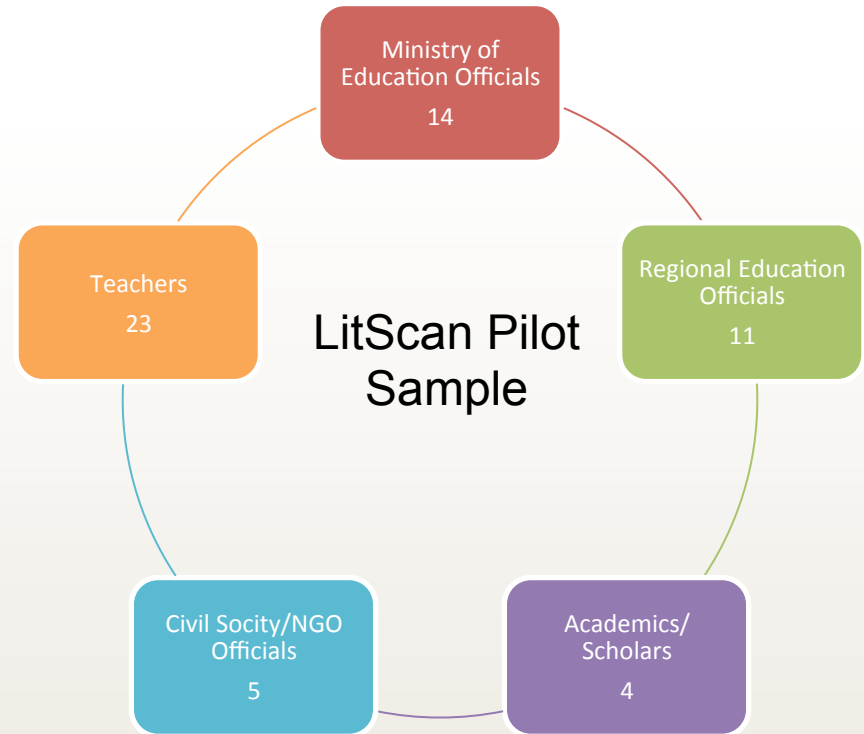 Ministry of
Education Officials
14
Regional Education
Officials
11
Academics/
Scholars
4
Civil Socity/NGO
Officials
5
Teachers
23
LitScan Pilot
Sample